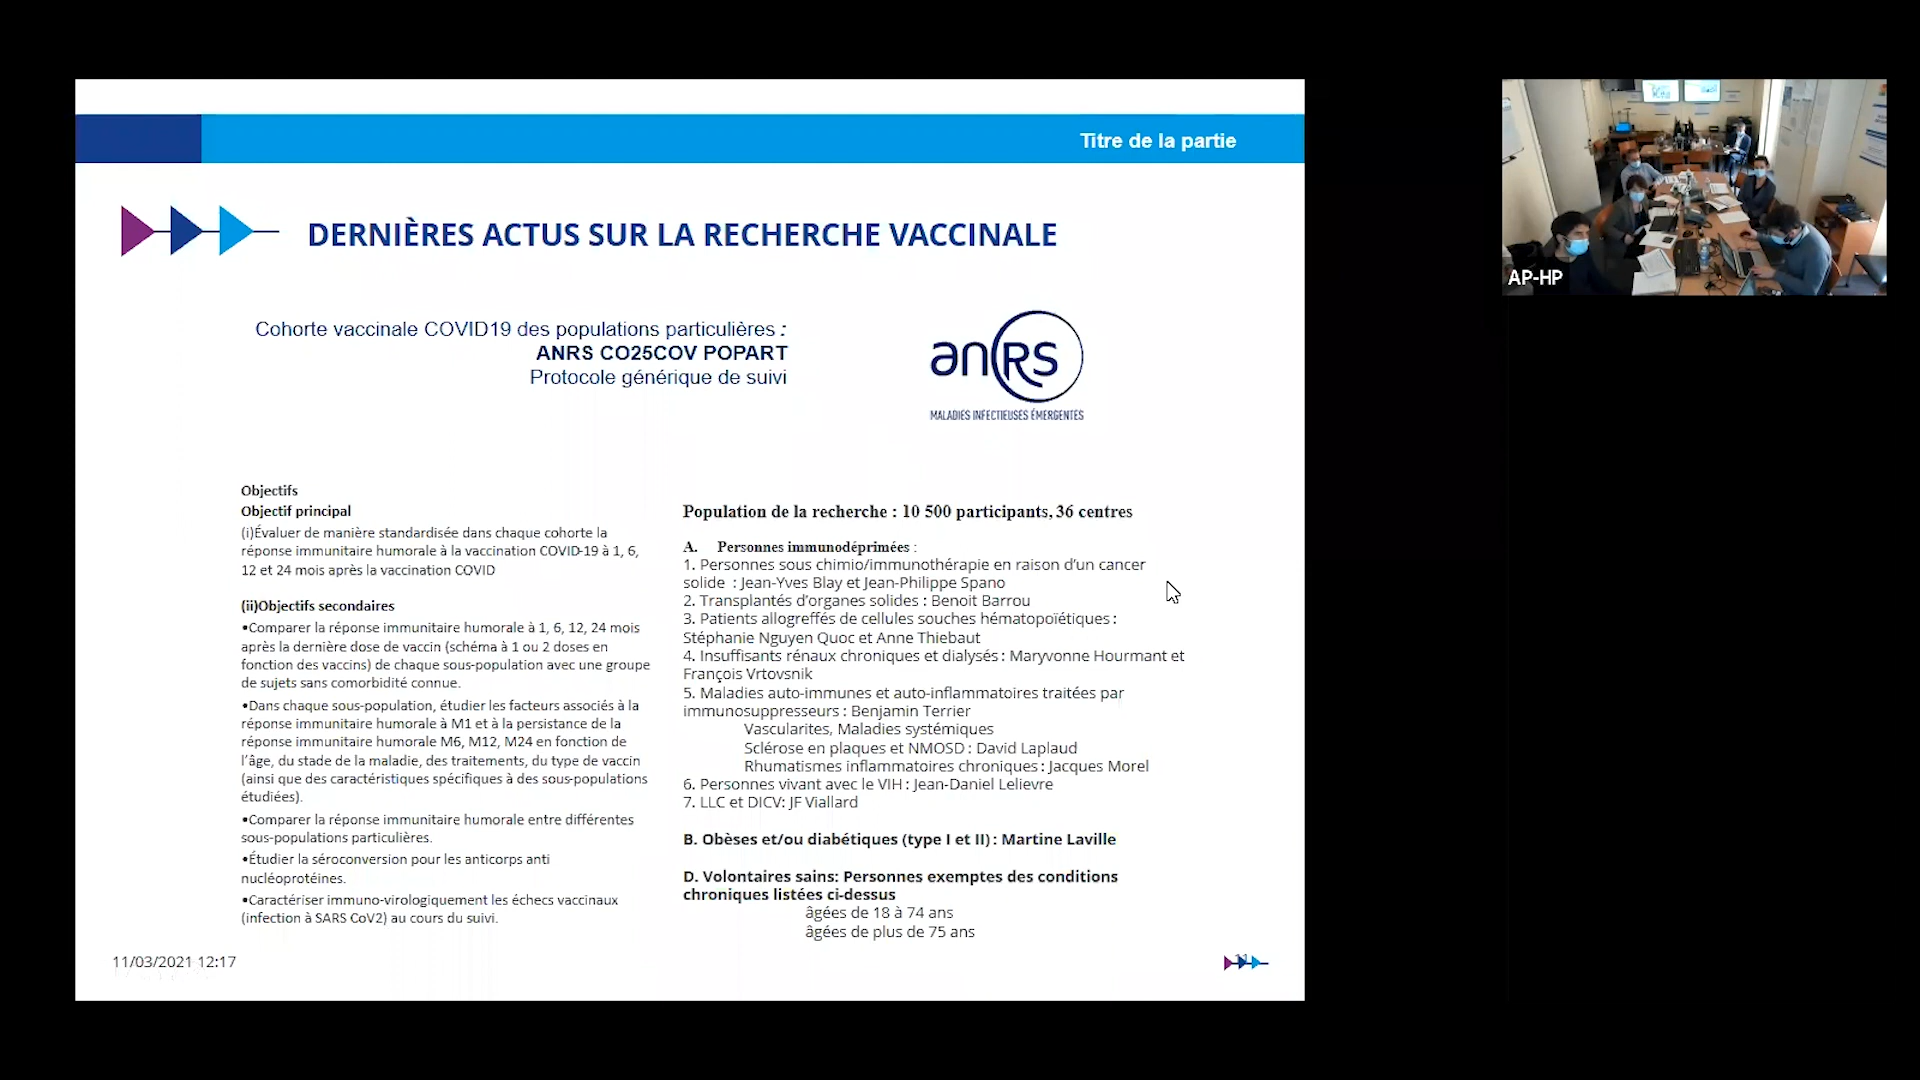 Titre de la partie
DERNIÈRES ACTUS SUR LA RECHERCHE VACCINALE
Cohorte vaccinale COVID19 des populations particulières :
ANRS CO25COV POPART
Protocole générique de suivi
anRS
MALADIES INFECTIEUSES ÉMERGENTES
Objectifs
Objectif principal
(i)Évaluer de manière standardisée dans chaque cohorte la
réponse immunitaire humorale à la vaccination COVID-19 à 1, 6,
12 et 24 mois après la vaccination COVID
(ii)Objectifs secondaires
•Comparer la réponse immunitaire humorale à 1, 6, 12, 24 mois
après la dernière dose de vaccin (schéma à 1 ou 2 doses en
fonction des vaccins) de chaque sous-population avec une groupe
de sujets sans comorbidité connue.
•Dans chaque sous-population, étudier les facteurs associés à la
réponse immunitaire humorale à M1 et à la persistance de la
réponse immunitaire humorale M6, M12, M24 en fonction de
l'âge, du stade de la maladie, des traitements, du type de vaccin
(ainsi que des caractéristiques spécifiques à des sous-populations
étudiées).
•Comparer la réponse immunitaire humorale entre différentes
sous-populations particulières.
•Étudier la séroconversion pour les anticorps anti
nucléoprotéines.
•Caractériser immuno-virologiquement les échecs vaccinaux
(infection à SARS CoV2) au cours du suivi.
Population de la recherche : 10 500 participants, 36 centres
A. Personnes immunodéprimées :
1. Personnes sous chimio/immunothérapie en raison d'un cancer
solide : Jean-Yves Blay et Jean-Philippe Spano
2. Transplantés d'organes solides : Benoit Barrou
3. Patients allogreffés de cellules souches hématopoïétiques :
Stéphanie Nguyen Quoc et Anne Thiebaut
4. Insuffisants rénaux chroniques et dialysés : Maryvonne Hourmant et
François Vrtovsnik
5. Maladies auto-immunes et auto-inflammatoires traitées par
immunosuppresseurs : Benjamin Terrier
Vascularites, Maladies systémiques
Sclérose en plaques et NMOSD : David Laplaud
Rhumatismes inflammatoires chroniques : Jacques Morel
6. Personnes vivant avec le VIH : Jean-Daniel Lelievre
7. LLC et DICV: JF Viallard
B. Obèses et/ou diabétiques (type I et II) : Martine Laville
D. Volontaires sains: Personnes exemptes des conditions
chroniques listées ci-dessus
âgées de 18 à 74 ans
âgées de plus de 75 ans
11/03/2021 12:17
AP-HP